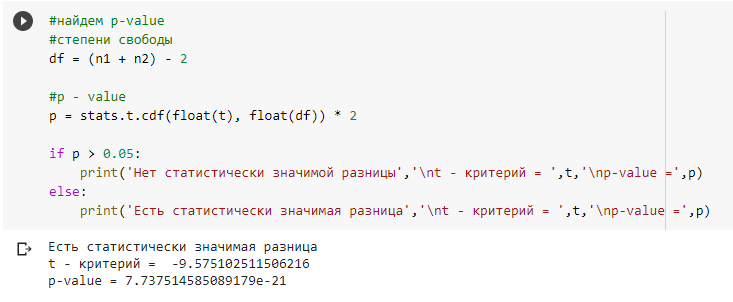 #найдем p-value
#степени свободы
df = (n1 + n2) - 2
#p - value
p = stats.t.cdf(float(t), float(df)) * 2
if p > 0.05:
print('Нет статистически значимой разницы','\nt - критерий = ',t,'\np-value =',p)
else:
print('Есть статистически значимая разница','\nt - критерий = ',t,'\np-value =',p)
Есть статистически значимая разница
t - критерий =  -9.575102511506216
p-value = 7.737514585089179e-21